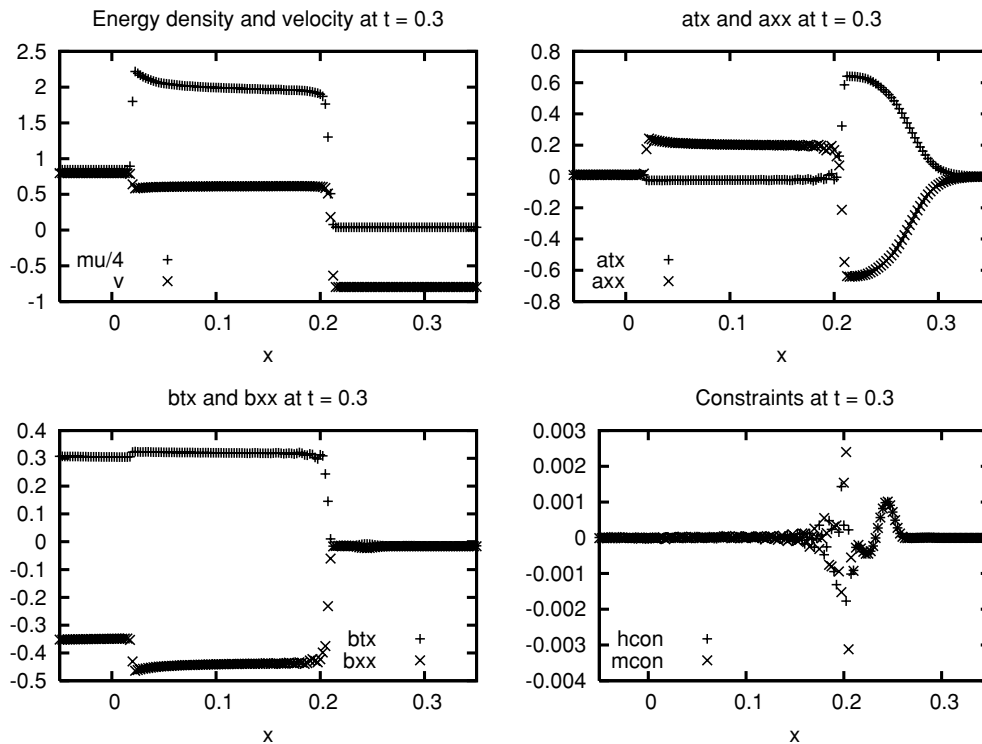 Energy density and velocity at t = 0.3
2.5
2
1.5
1
0.5
0
-0.5
-1
mu/4 +
v ×
0 0.1 0.2 0.3
x
atx and axx at t = 0.3
0.8
0.6
0.4
0.2
0
-0.2
-0.4
-0.6
-0.8
atx +
axx ×
0 0.1 0.2 0.3
x
btx and bxx at t = 0.3
0.4
0.3
0.2
0.1
0
-0.1
-0.2
-0.3
-0.4
-0.5
btx +
bxx ×
0 0.1 0.2 0.3
x
Constraints at t = 0.3
0.003
0.002
0.001
0
-0.001
-0.002
-0.003
-0.004
hcon +
mcon ×
0 0.1 0.2 0.3
x